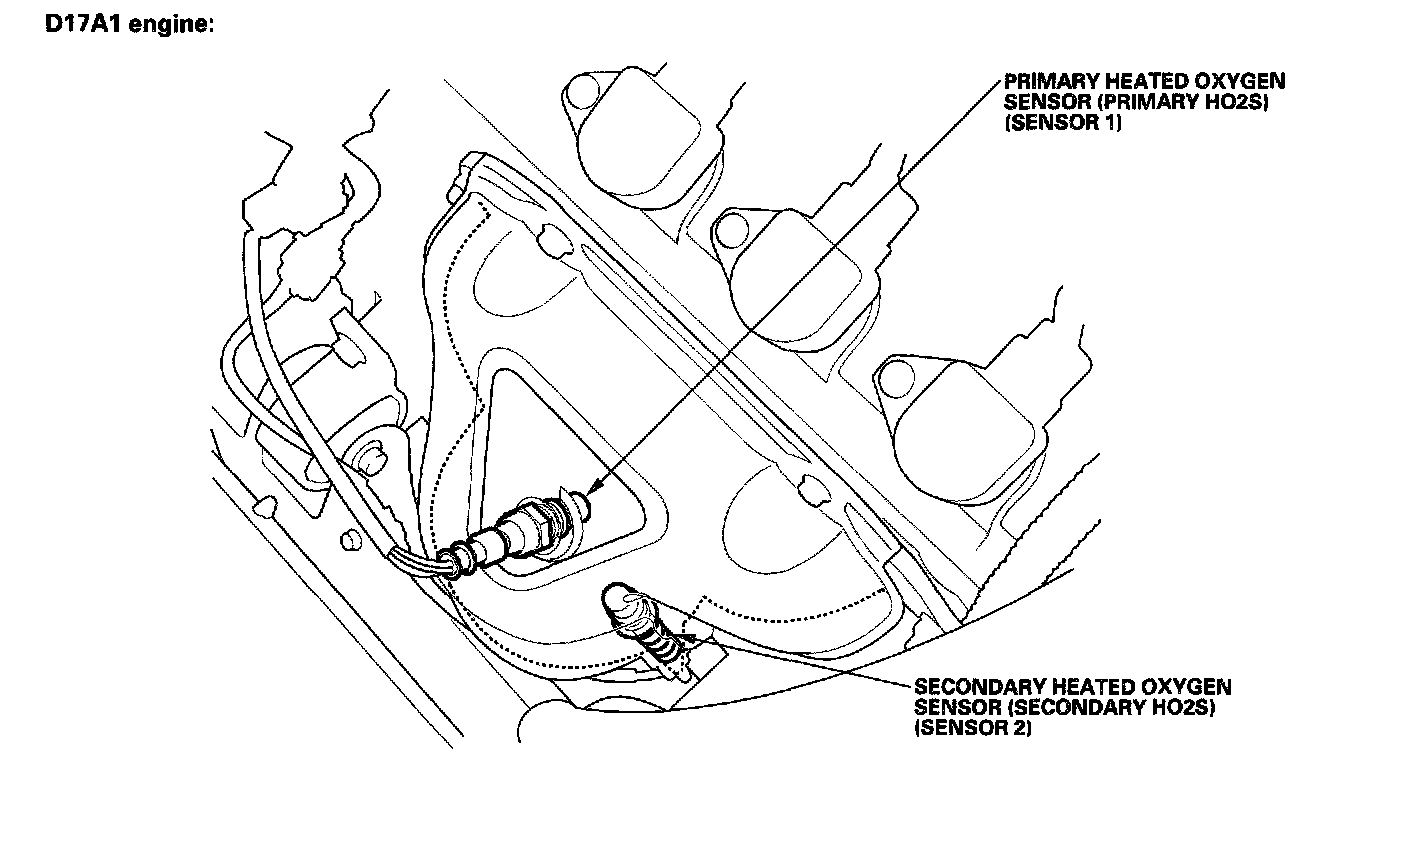 D17A1 engine:
PRIMARY HEATED OXYGEN
SENSOR (PRIMARY HO2S)
(SENSOR 1)
SECONDARY HEATED OXYGEN
SENSOR (SECONDARY HO2S)
(SENSOR 2)